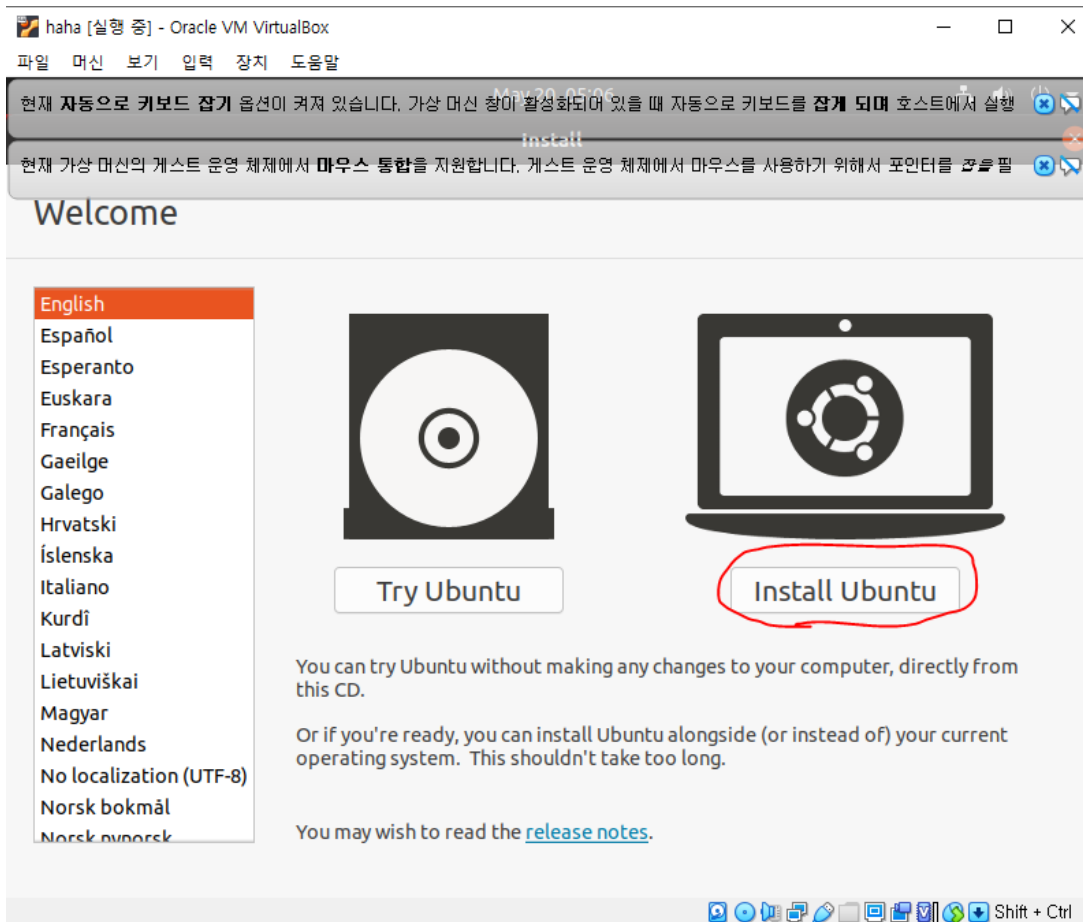 haha [실행 중] - Oracle VM VirtualBox
파일 머신 보기 입력 장치 도움말
May 20 05:06
현재 자동으로 키보드 잡기 옵션이 켜져 있습니다. 가상 머신 창이 활성화되어 있을 때 자동으로 키보드를 잡게 되며 호스트에서 실행
Install
현재 가상 머신의 게스트 운영 체제에서 마우스 통합을 지원합니다. 게스트 운영 체제에서 마우스를 사용하기 위해서 포인터를 잡을 필
Welcome
English
Español
Esperanto
Euskara
Français
Gaeilge
Galego
Hrvatski
Íslenska
Italiano
Kurdî
Latviski
Lietuviškai
Magyar
Nederlands
No localization (UTF-8)
Norsk bokmål
Norsk nynorsk
Try Ubuntu
Install Ubuntu
You can try Ubuntu without making any changes to your computer, directly from
this CD.
Or if you're ready, you can install Ubuntu alongside (or instead of) your current
operating system. This shouldn't take too long.
You may wish to read the release notes.
Shift + Ctrl